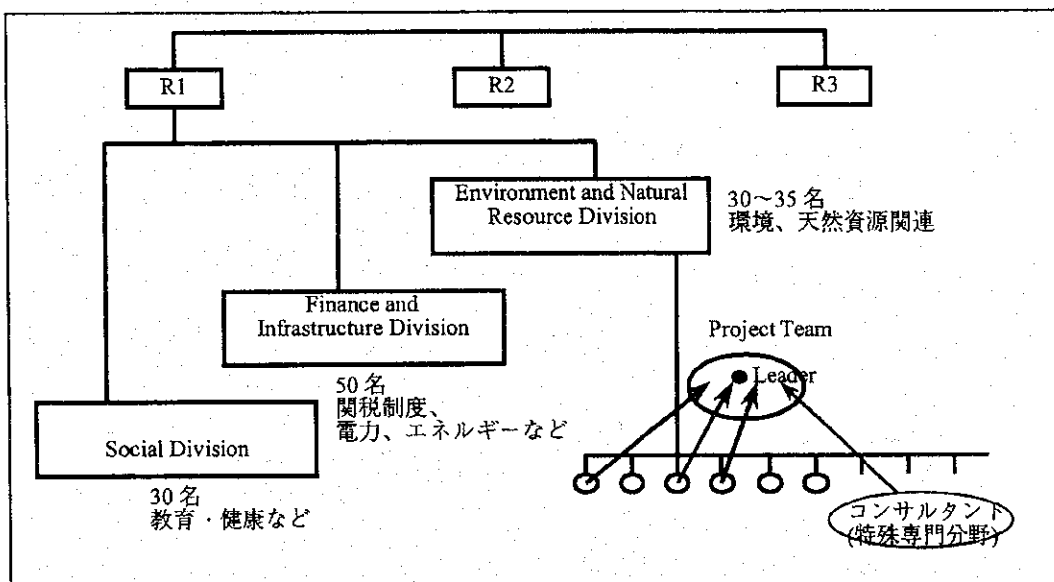 R1
R2
R3
Environment and Natural
Resource Division
30～35名
環境、天然資源関連
Finance and
Infrastructure Division
50名
関税制度、
電力、エネルギーなど
Social Division
30名
教育・健康など
Project Team
Leader
コンサルタント
(特殊専門分野)